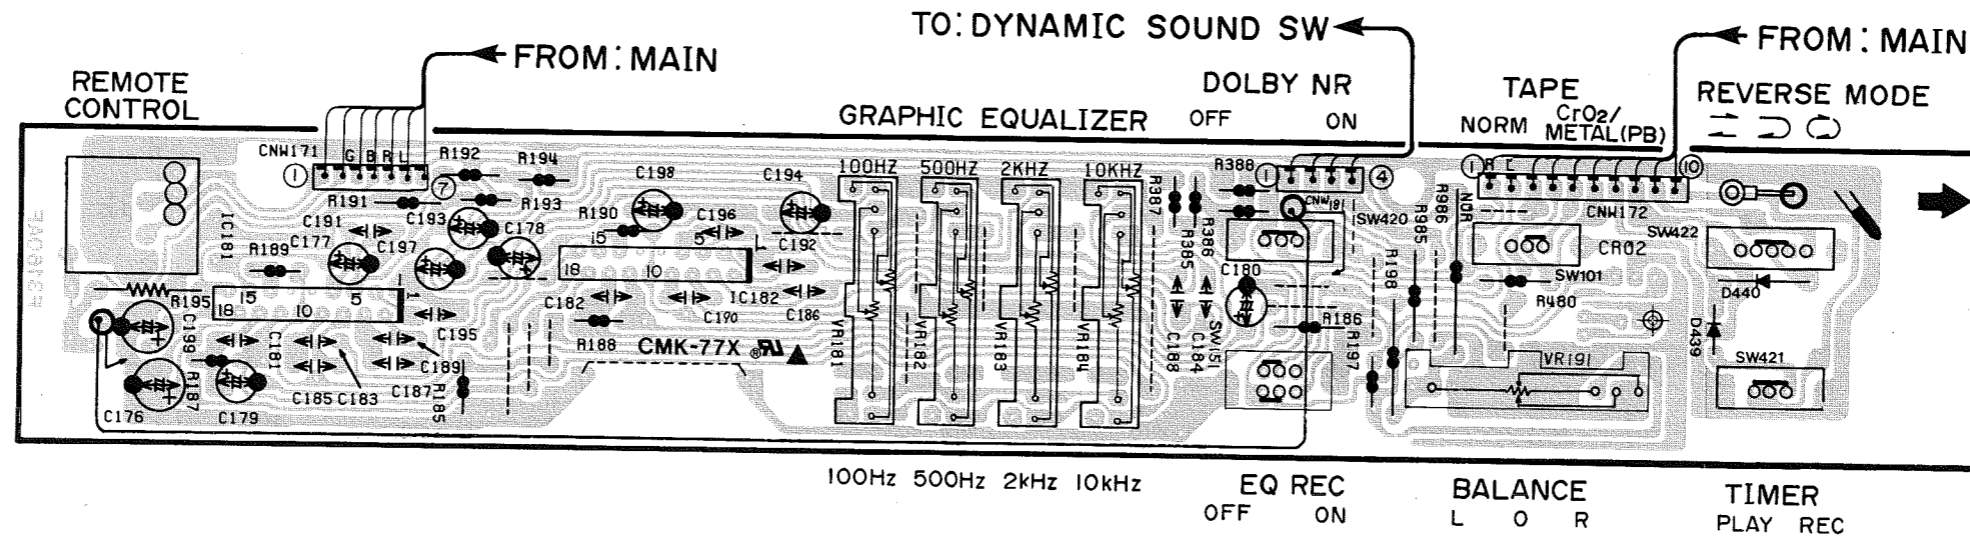 TO: DYNAMIC SOUND SW
FROM: MAIN
FROM: MAIN
REMOTE
CONTROL
DOLBY NR
OFF ON
GRAPHIC EQUALIZER
TAPE
NORM CrO2/
METAL(PB)
REVERSE MODE
CNW171
G B R L
1
7
R192
R194
R191
R193
C198
C194
100HZ
500HZ
2KHZ
10KHZ
R387
R388
1
4
CNW181
R386
R385
SW420
R985
R986
NOR
1
R L
10
CNW172
SW422
CR02
SW101
R480
D440
D439
SW421
IC181
C191
C193
C178
C177
C197
R189
R190
C196
C192
15
5
1
18
10
IC182
C182
C190
C186
R188
CMK-77X
R195
C199
15
5
1
18
10
C195
C181
C189
C187
C185
C183
R185
R187
C176
C179
VR181
VR182
VR183
VR184
C188
C184
SW151
C180
R186
R197
R198
VR191
100Hz 500Hz 2kHz 10kHz
EQ REC
OFF ON
BALANCE
L O R
TIMER
PLAY REC